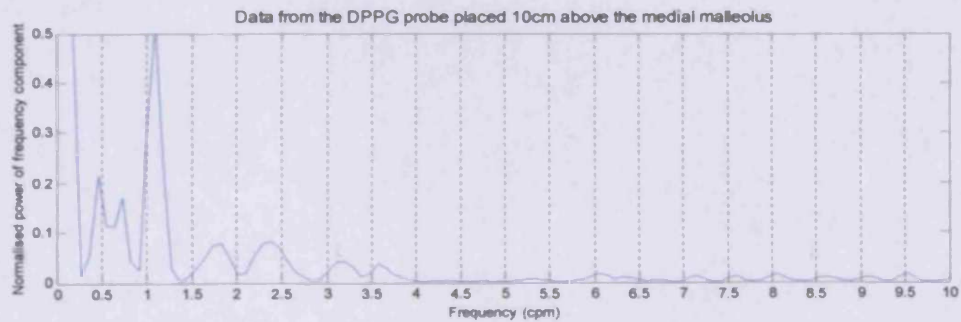 Data from the DPPG probe placed 10cm above the medial malleolus
Normalised power of frequency component
0.5
0.4
0.3
0.2
0.1
0
0 0.5 1 1.5 2 2.5 3 3.5 4 4.5 5 5.5 6 6.5 7 7.5 8 8.5 9 9.5 10
Frequency (cpm)